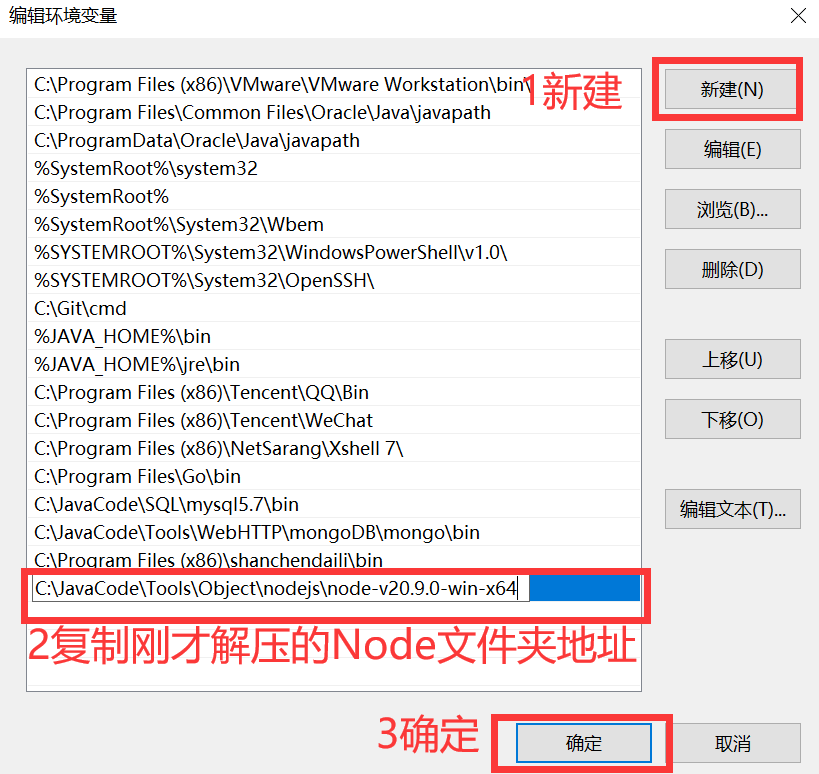 编辑环境变量
C:\Program Files (x86)\VMware\VMware Workstation\bin\
1新建
新建(N)
C:\Program Files\Common Files\Oracle\Java\javapath
C:\ProgramData\Oracle\Java\javapath
编辑(E)
%SystemRoot%\system32
%SystemRoot%
浏览(B)...
%SystemRoot%\System32\Wbem
%SYSTEMROOT%\System32\WindowsPowerShell\v1.0\
删除(D)
%SYSTEMROOT%\System32\OpenSSH\
C:\Git\cmd
%JAVA_HOME%\bin
上移(U)
%JAVA_HOME%\jre\bin
C:\Program Files (x86)\Tencent\QQ\Bin
下移(O)
C:\Program Files (x86)\Tencent\WeChat
C:\Program Files (x86)\NetSarang\Xshell 7\
C:\Program Files\Go\bin
C:\JavaCode\SQL\mysql5.7\bin
编辑文本(T)...
C:\JavaCode\Tools\WebHTTP\mongoDB\mongo\bin
C:\Program Files (x86)\shanchendaili\bin
C:\JavaCode\Tools\Object\nodejs\node-v20.9.0-win-x64
2复制刚才解压的Node文件夹地址
3确定
确定
取消